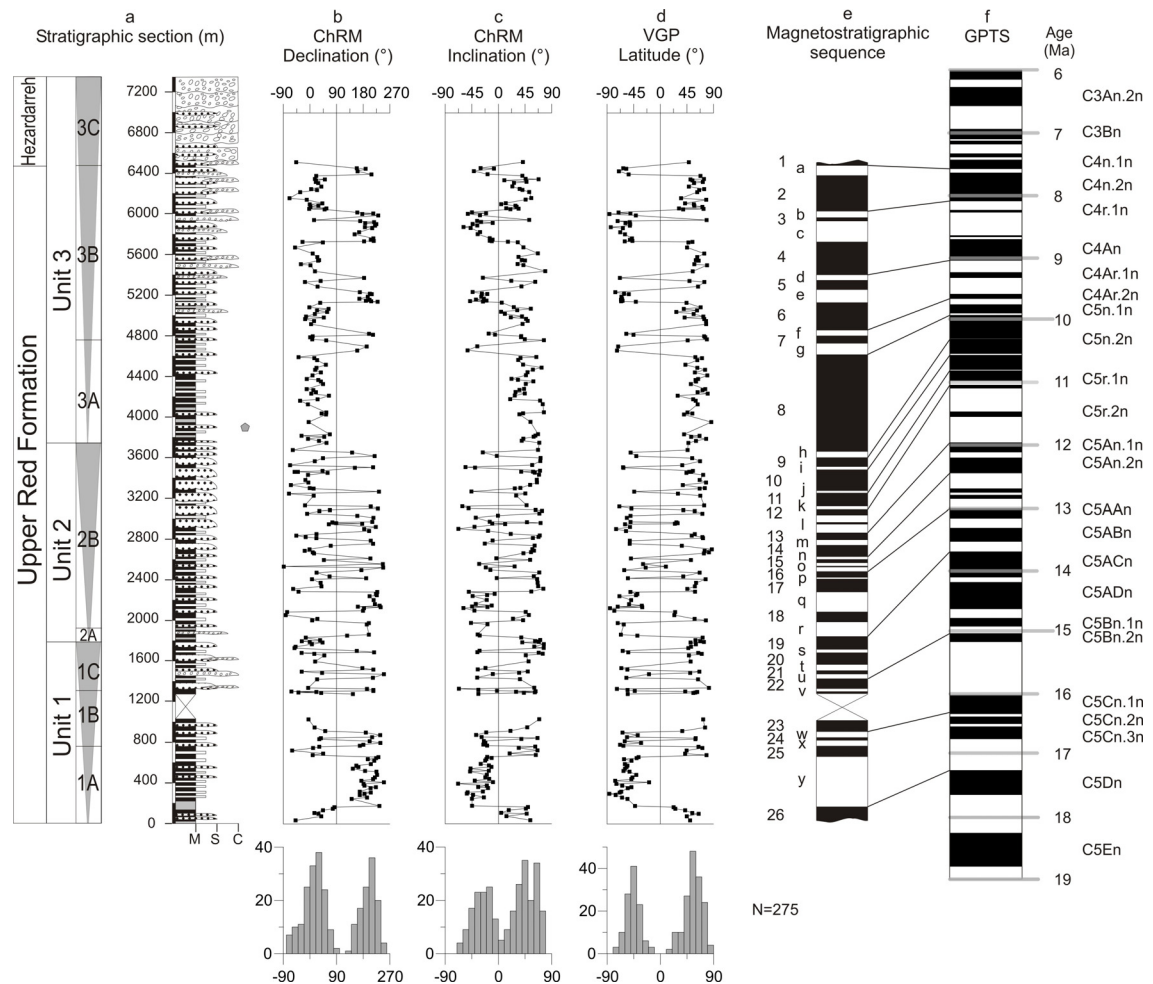 a
Stratigraphic section (m)
b
ChRM
Declination (°)
c
ChRM
Inclination (°)
d
VGP
Latitude (°)
e
Magnetostratigraphic
sequence
f
GPTS
Age
(Ma)
-90 0 90 180 270
-90 0 45 90
-90 0 45 90
Hezardarreh
Upper Red Formation
Unit 3
Unit 2
Unit 1
3C
3B
3A
2B
2A
1C
1B
1A
7200
6800
6400
6000
5600
5200
4800
4400
4000
3600
3200
2800
2400
2000
1600
1200
800
400
0
M S C
1
2
3
4
5
6
7
8
9
10
11
12
13
14
15
16
17
18
19
20
21
22
23
24
25
26
a
b
c
d
e
f
g
h
i
j
k
l
m
n
o
p
q
r
s
t
u
v
w
x
y
6
7
8
9
10
11
12
13
14
15
16
17
18
19
C3An.2n
C3Bn
C4n.1n
C4n.2n
C4r.1n
C4An
C4Ar.1n
C4Ar.2n
C5n.1n
C5n.2n
C5r.1n
C5r.2n
C5An.1n
C5An.2n
C5AAn
C5ABn
C5ACn
C5ADn
C5Bn.1n
C5Bn.2n
C5Cn.1n
C5Cn.2n
C5Cn.3n
C5Dn
C5En
40
20
0
-90 90 270
40
20
0
-90 0 90
40
20
0
-90 0 90
N=275